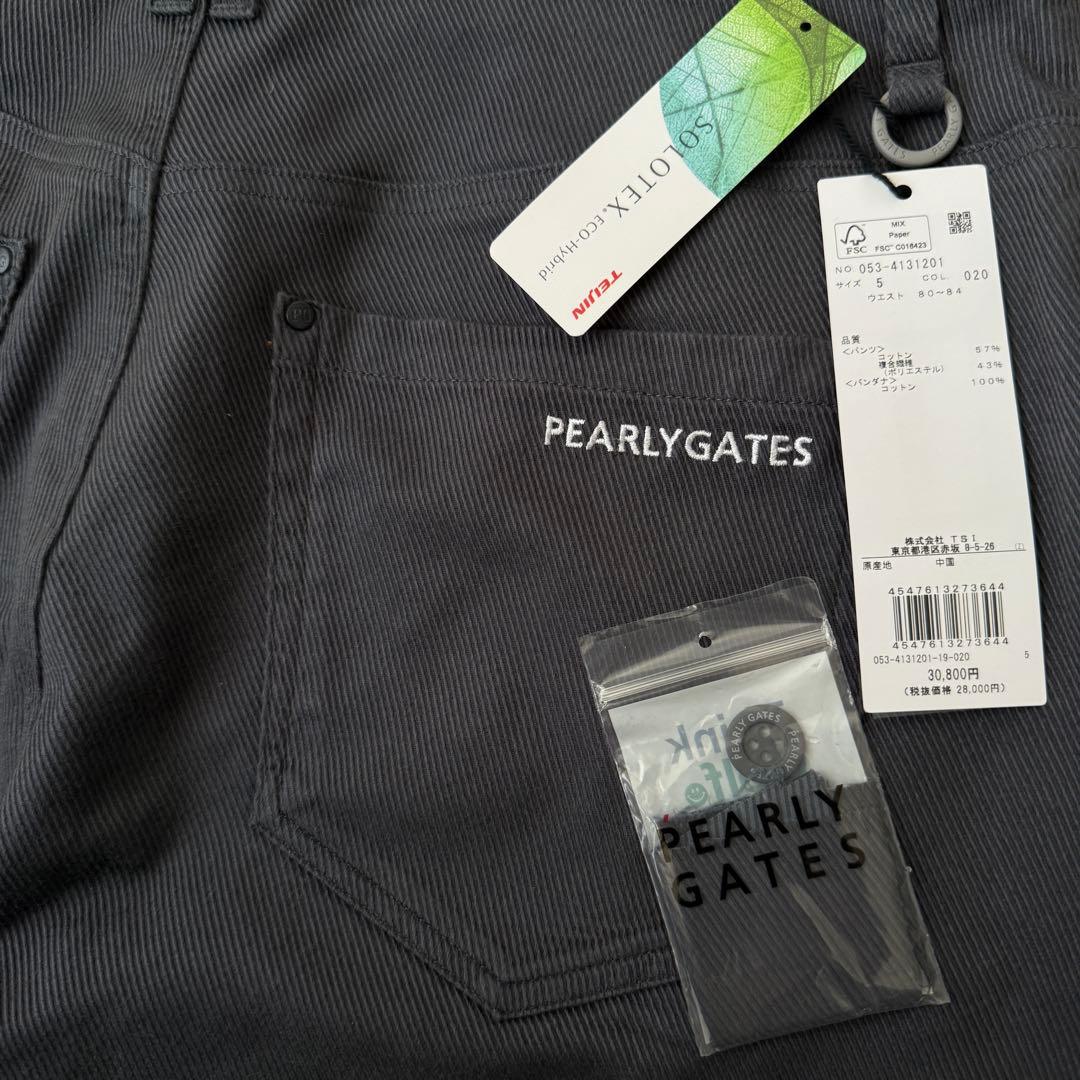 SOLOTEX® ECO-Hybrid
TEIJIN
PEARLY GATES
FSC
MIX
Paper
FSC™ C016423
NO. 053-4131201
サイズ 5 COL. 020
ウエスト 80~84
品質
<パンツ>
コットン 57%
複合繊維 43%
(ポリエステル)
<バンダナ>
コットン 100%
株式会社 TSI
東京都港区赤坂 8-5-26 (Z)
原産地 中国
4547613273644
4547613273644
053-4131201-19-020 5
30,800円
(税抜価格 28,000円)
PEARLYGATES
PEARLY GATES PEARLY GATES
PEARLY
GATES